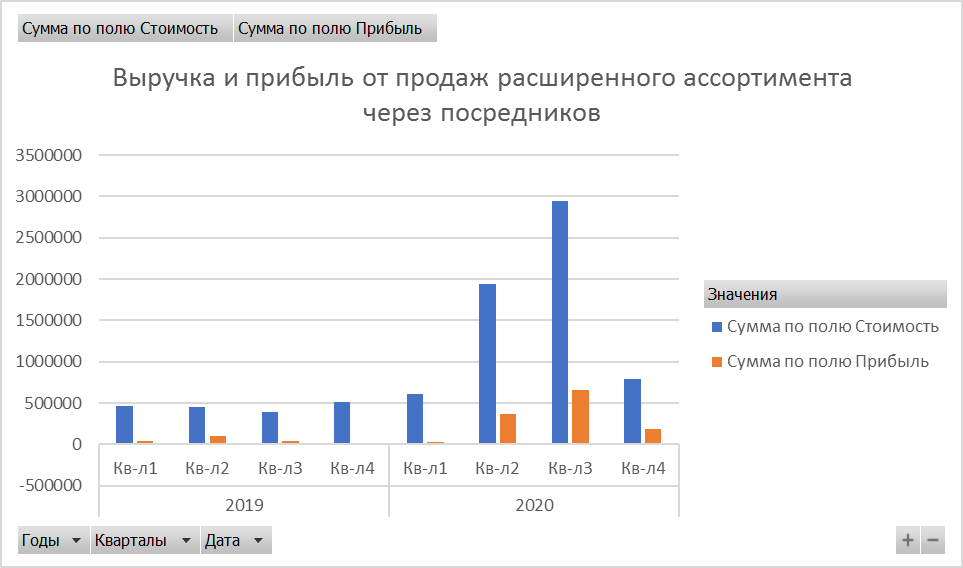 Сумма по полю Стоимость Сумма по полю Прибыль
Выручка и прибыль от продаж расширенного ассортимента
через посредников
3500000
3000000
2500000
2000000
1500000
1000000
500000
0
-500000
Кв-л1 Кв-л2 Кв-л3 Кв-л4 Кв-л1 Кв-л2 Кв-л3 Кв-л4
2019 2020
Значения
Сумма по полю Стоимость
Сумма по полю Прибыль
Годы Кварталы Дата
+ −